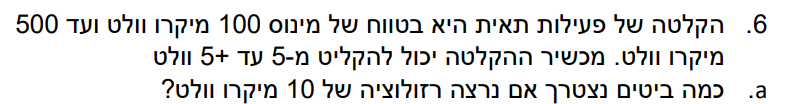 6. הקלטה של פעילות תאית היא בטווח של מינוס 100 מיקרו וולט ועד 500
מיקרו וולט. מכשיר ההקלטה יכול להקליט מ-5 עד +5 וולט
a. כמה ביטים נצטרך אם נרצה רזולוציה של 10 מיקרו וולט?